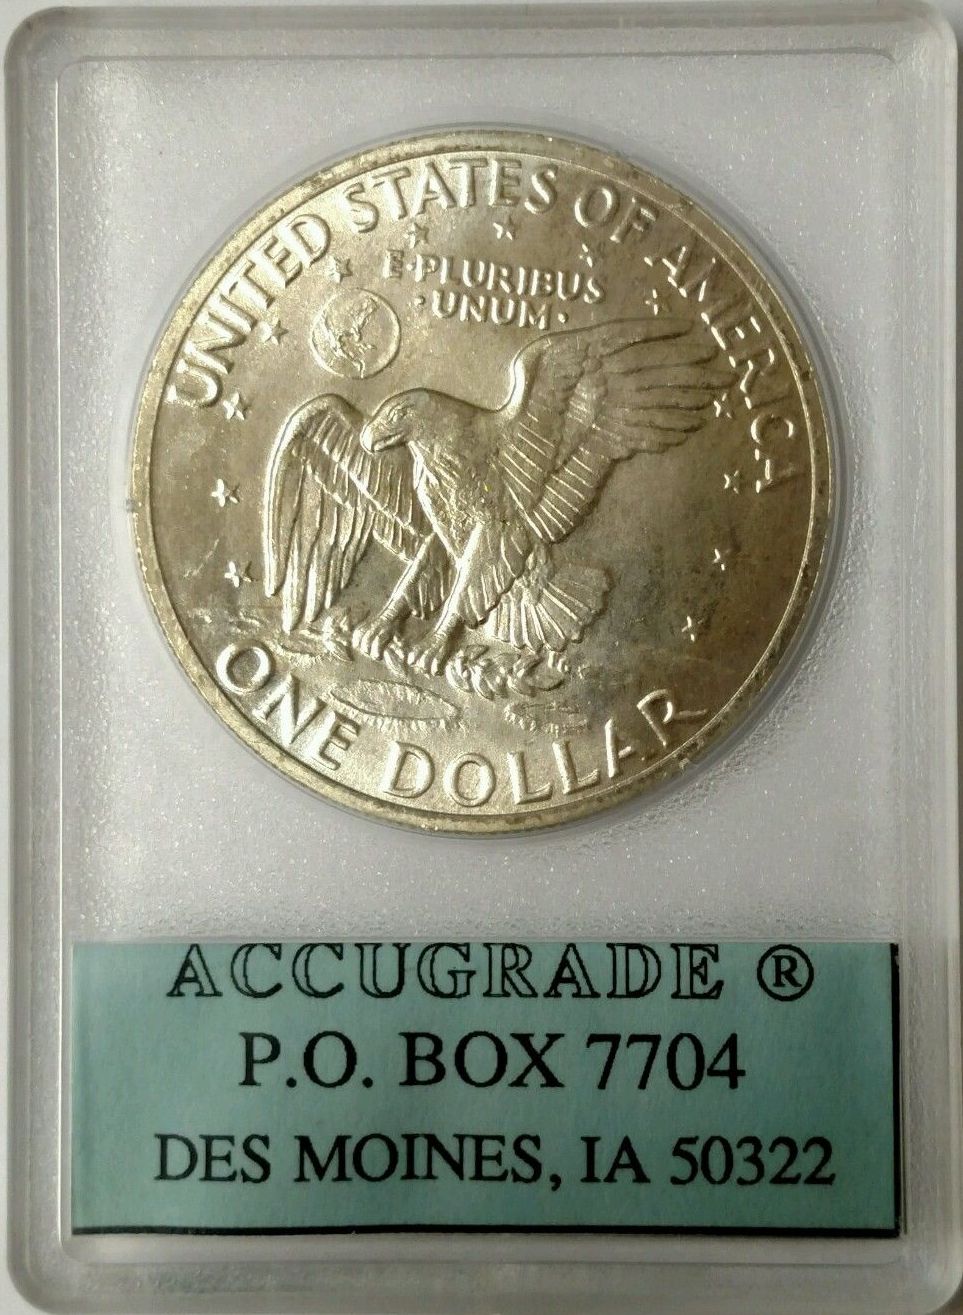 UNITED STATES OF AMERICA
E·PLURIBUS
·UNUM·
ONE DOLLAR
ACCUGRADE ®
P.O. BOX 7704
DES MOINES, IA 50322